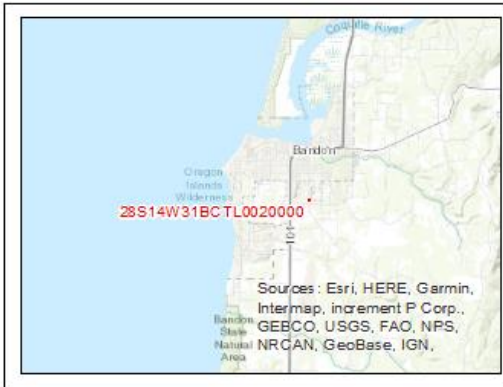 Coquille River
Bandon
Oregon
Islands
Wilderness
28S14W31BCTL0020000
101
Sources: Esri, HERE, Garmin,
Intermap, increment P Corp.,
GEBCO, USGS, FAO, NPS,
NRCAN, GeoBase, IGN,
Bandon
State
Natural
Area